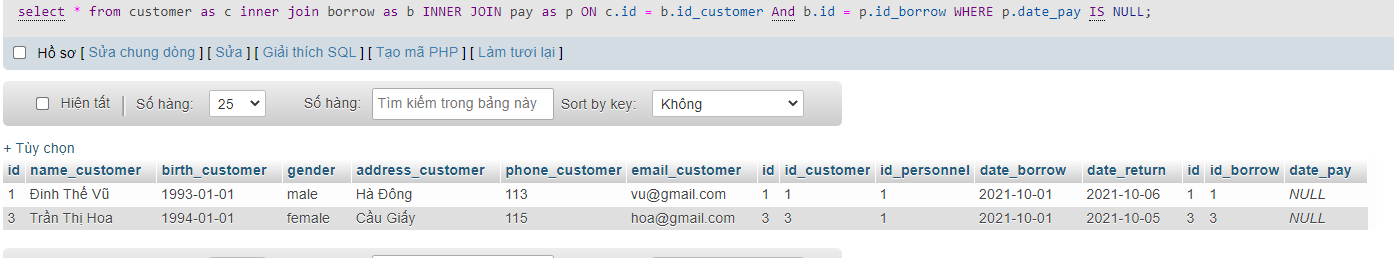 select * from customer as c inner join borrow as b INNER JOIN pay as p ON c.id = b.id_customer And b.id = p.id_borrow WHERE p.date_pay IS NULL;
Hồ sơ [ Sửa chung dòng ] [ Sửa ] [ Giải thích SQL ] [ Tạo mã PHP ] [ Làm tươi lại ]
Hiện tất | Số hàng: 25 Số hàng: Tìm kiếm trong bảng này Sort by key: Không
+ Tùy chọn
id name_customer birth_customer gender address_customer phone_customer email_customer id id_customer id_personnel date_borrow date_return id id_borrow date_pay
1 Đinh Thế Vũ 1993-01-01 male Hà Đông 113 vu@gmail.com 1 1 1 2021-10-01 2021-10-06 1 1 NULL
3 Trần Thị Hoa 1994-01-01 female Cầu Giấy 115 hoa@gmail.com 3 3 1 2021-10-01 2021-10-05 3 3 NULL